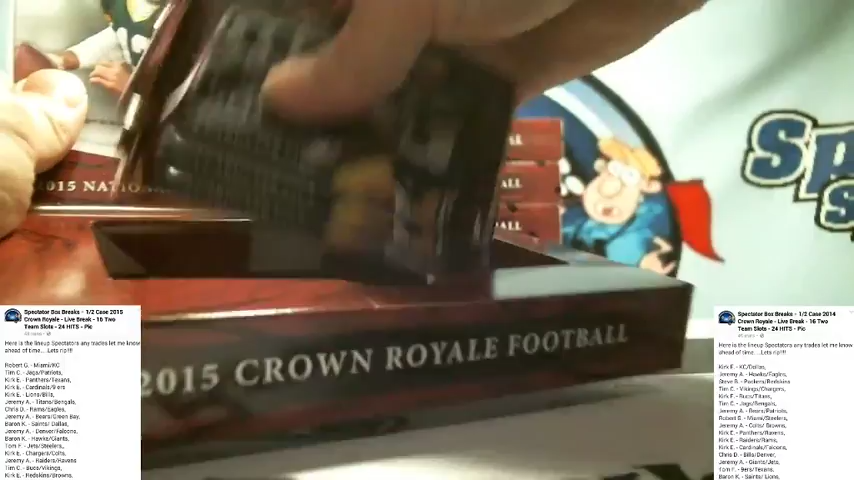 2015 NATIO
ALL
ALL
Sp
2015 CROWN ROYALE FOOTBALL
Spectator Box Breaks - 1/2 Case 2015
Crown Royale - Live Break - 16 Two
Team Slots - 24 HITS - Pic
Here is the lineup Spectators any trades let me know
ahead of time....Lets rip!!!!
Robert G. - Miami/KC
Tim C. - Jags/Patriots,
Kirk E. - Panthers/Texans,
Kirk E. - Cardinals/9ers
Kirk E. - Lions/Bills,
Jeremy A. - Titans/Bengals,
Chris D. - Rams/Eagles,
Jeremy A. - Bears/Green Bay,
Baron K. - Saints/ Dallas,
Jeremy A. - Denver/Falcons,
Baron K. - Hawks/Giants,
Tom F. - Jets/Steelers,
Kirk E. - Chargers/Colts,
Jeremy A. - Raiders/Ravens
Tim C. - Bucs/Vikings,
Kirk E. - Redskins/Browns,
Spectator Box Breaks - 1/2 Case 2014
Crown Royale - Live Break - 16 Two
Team Slots - 24 HITS - Pic
Here is the lineup Spectators any trades let me know
ahead of time....Lets rip!!!!
Kirk E. - KC/Dallas,
Jeremy A. - Hawks/Eagles,
Steve B. - Packers/Redskins
Tim C. - Vikings/Chargers,
Kirk E. - Bucs/Titans,
Tim C. - Jags/Bengals,
Jeremy A. - Bears/Patriots,
Robert G. - Miami/Steelers,
Jeremy A. - Colts/ Browns,
Kirk E. - Panthers/Ravens,
Kirk E. - Raiders/Rams,
Kirk E. - Cardinals/Falcons,
Chris D. - Bills/Denver,
Jeremy A. - Giants/Jets,
Tom F. - 9ers/Texans,
Baron K. - Saints/ Lions,